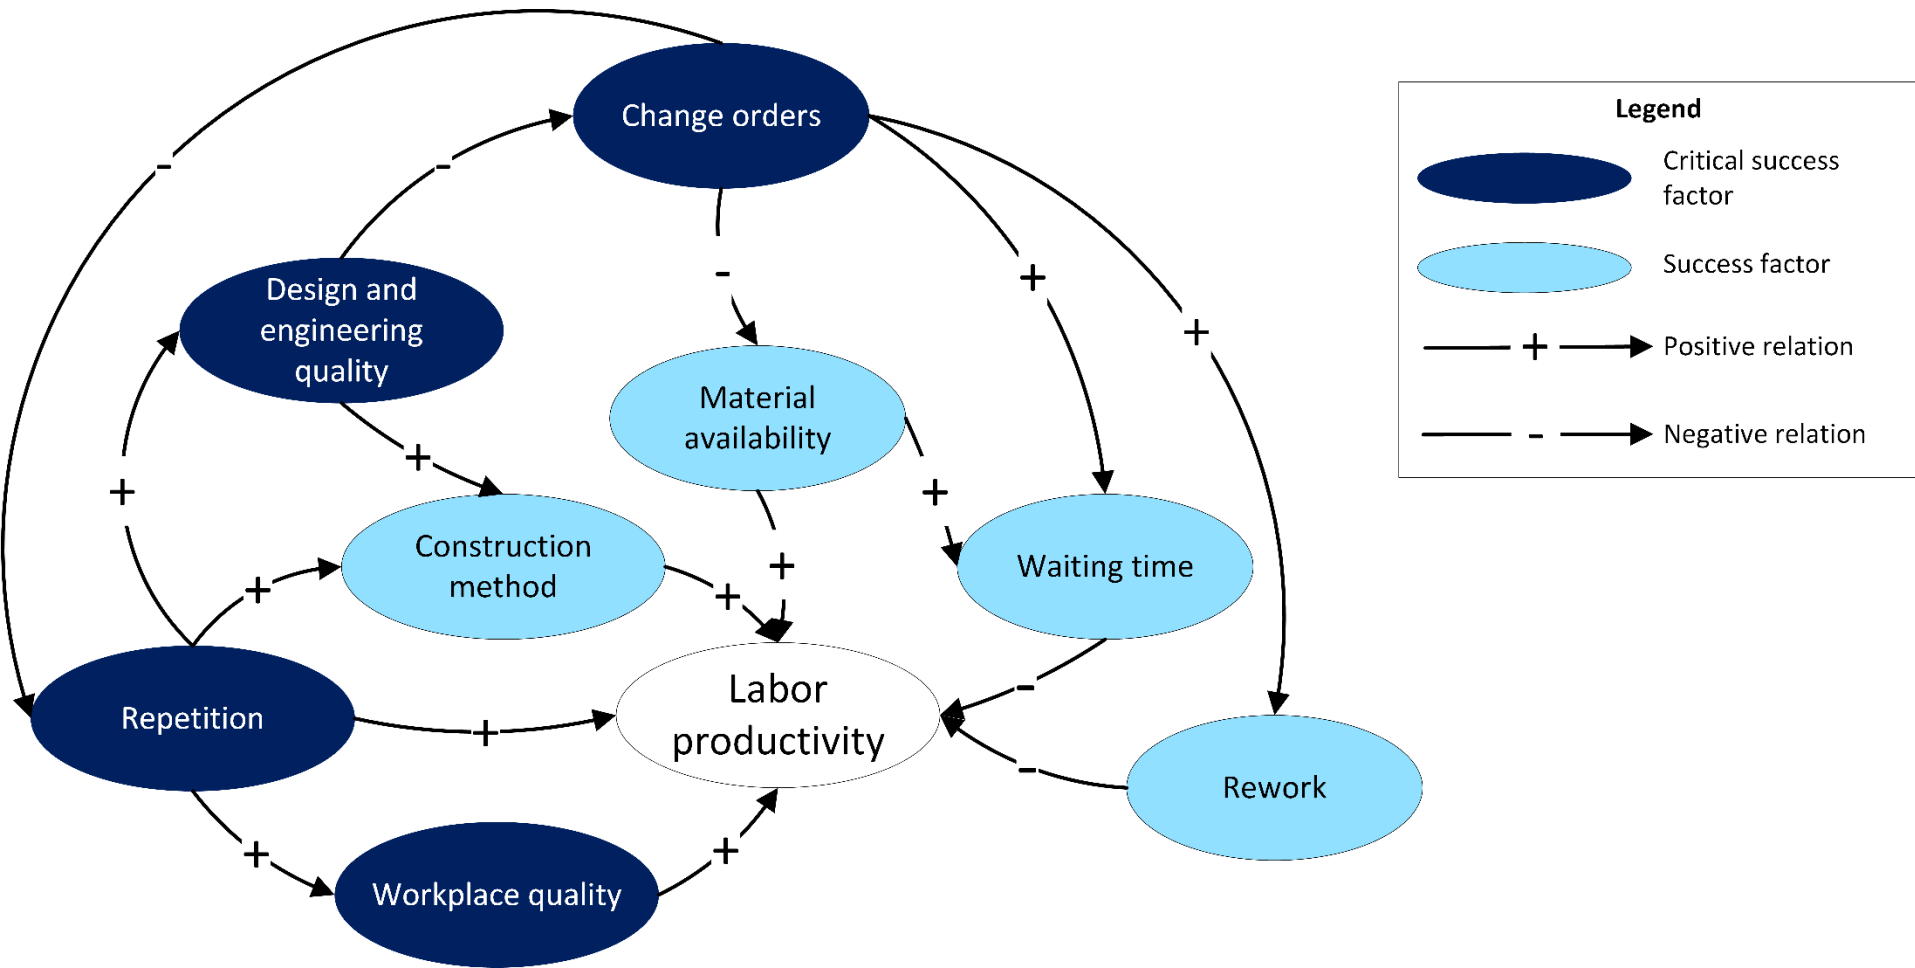 Change orders
-
-
Design and
engineering
quality
-
+
+
Material
availability
+
+
+
Construction
method
+
+
+
+
Waiting time
Repetition
+
Labor
productivity
-
-
Rework
+
+
Workplace quality
Legend
Critical success
factor
Success factor
+ Positive relation
- Negative relation